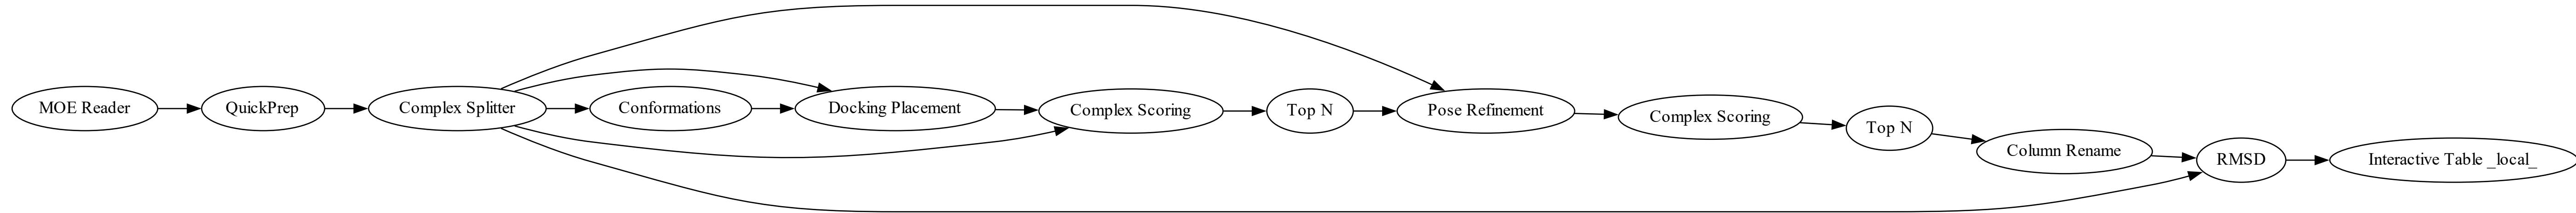 MOE Reader
QuickPrep
Complex Splitter
Conformations
Docking Placement
Complex Scoring
Top N
Pose Refinement
Complex Scoring
Top N
Column Rename
RMSD
Interactive Table _local_